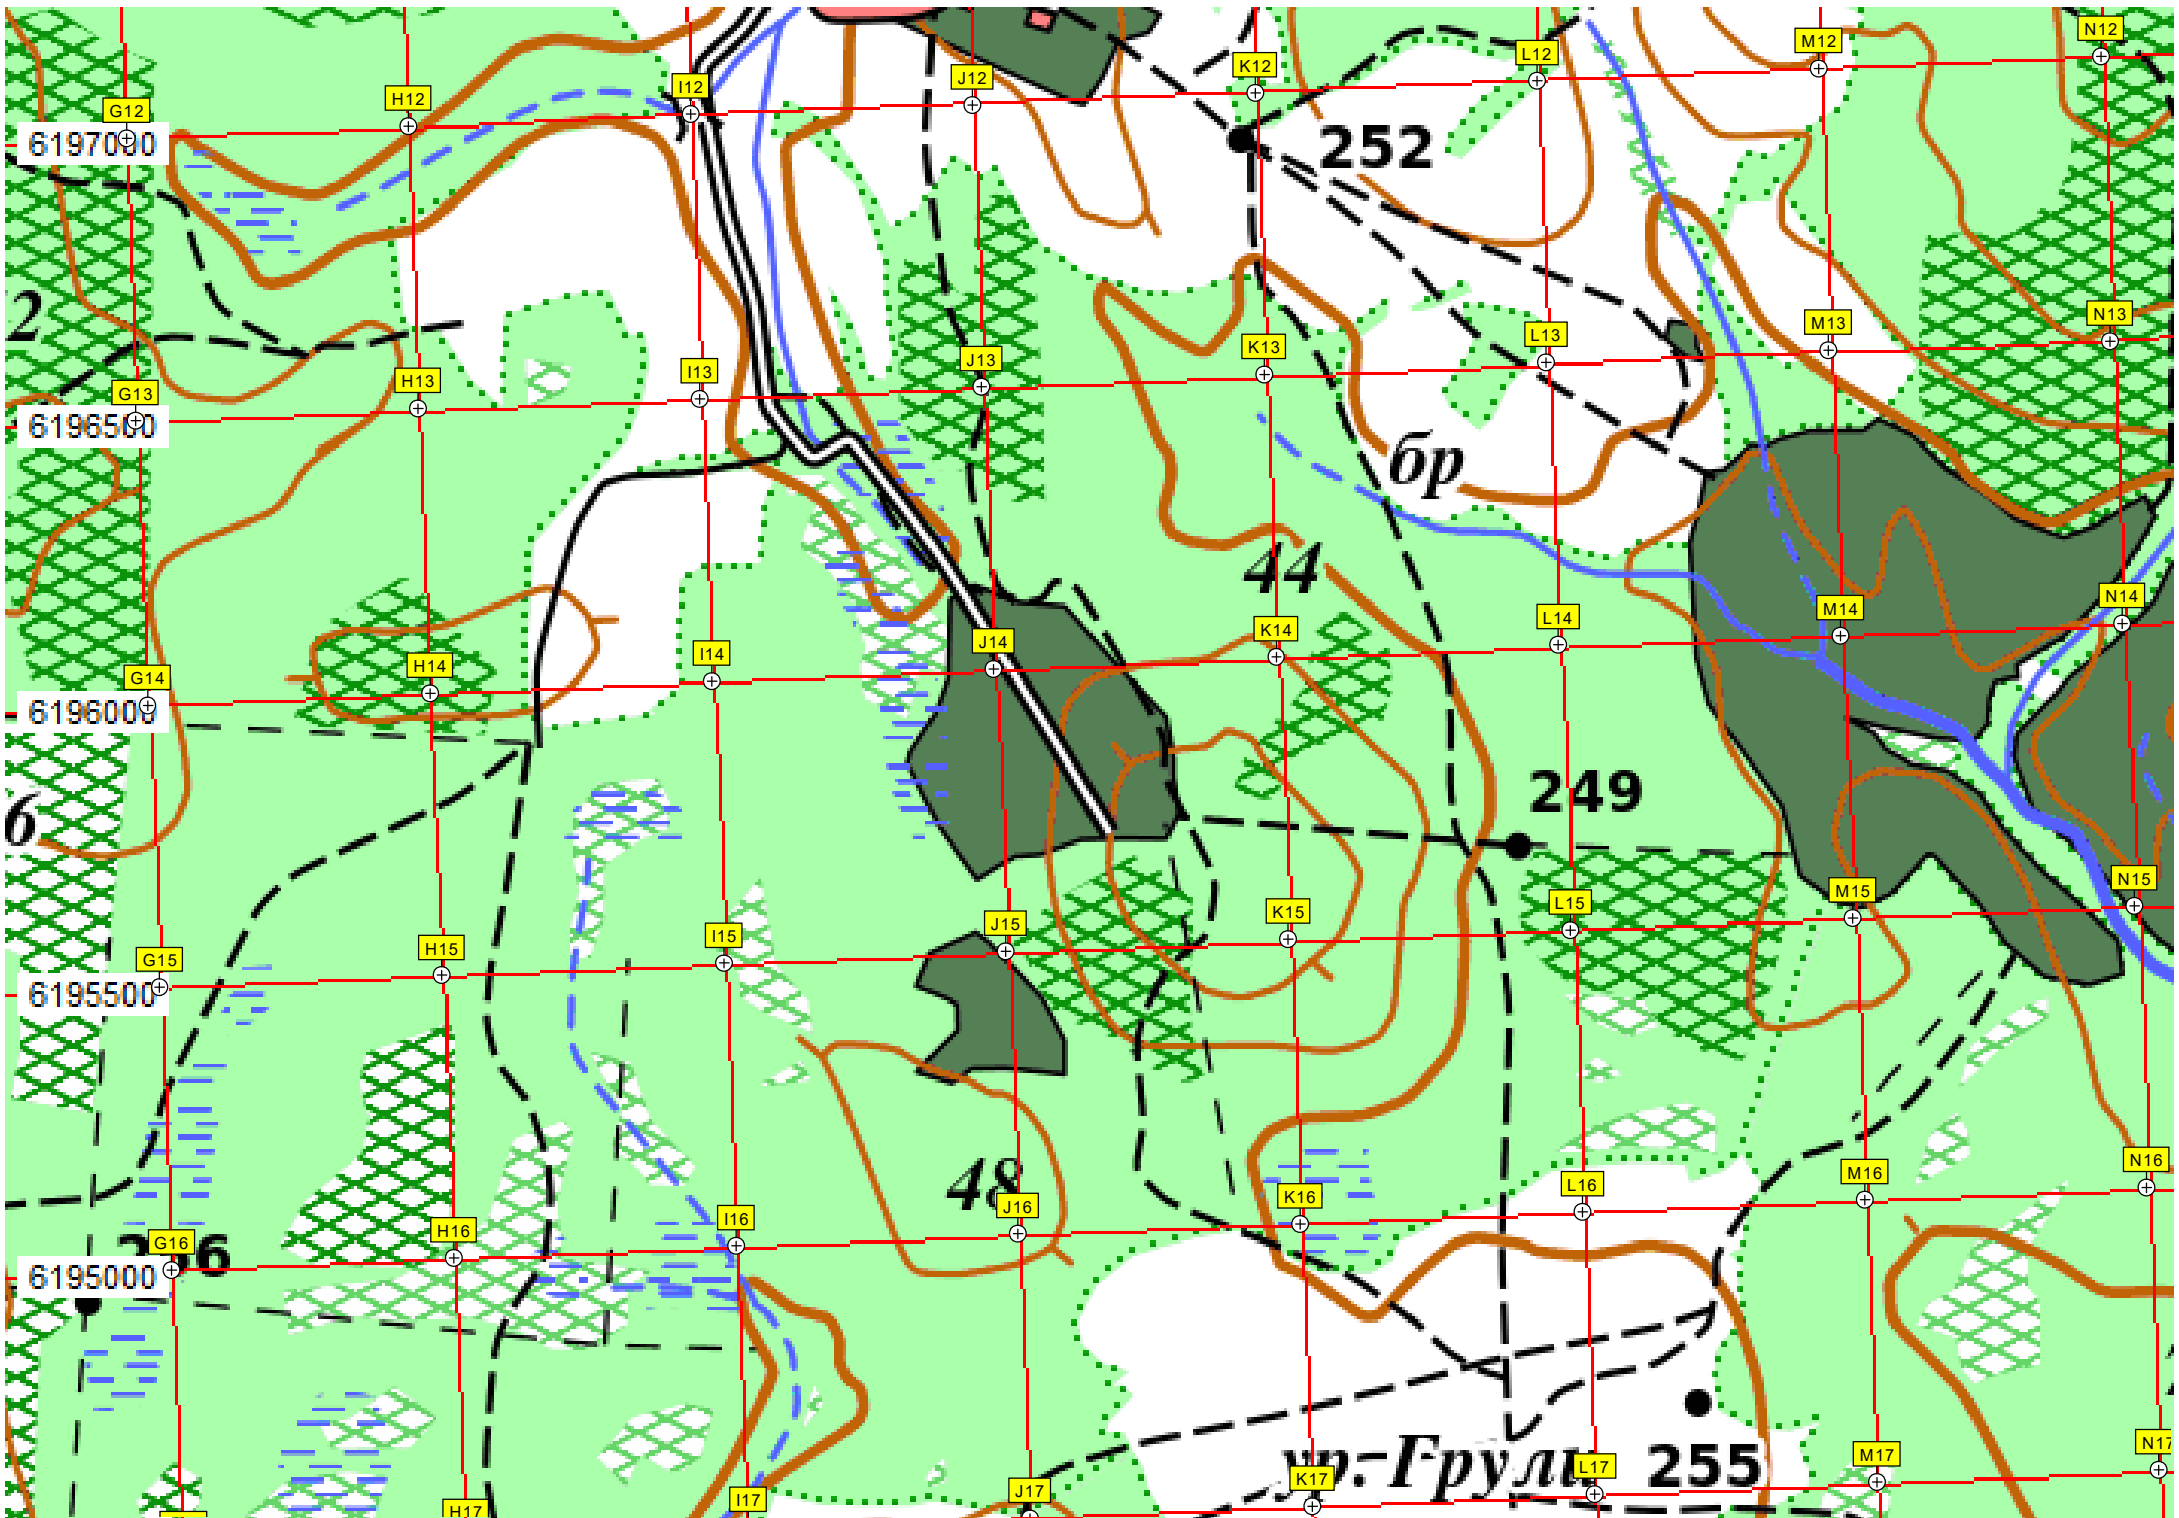 G12 H12 I12 J12 K12 L12 M12 N12
6197000
252
2
G13 H13 I13 J13 K13 L13 M13 N13
6196500
бр
44
G14 H14 I14 J14 K14 L14 M14 N14
6196000
249
6
G15 H15 I15 J15 K15 L15 M15 N15
6195500
48
G16 H16 I16 J16 K16 L16 M16 N16
6195000
ур. Грули
255
H17 I17 J17 K17 L17 M17 N17